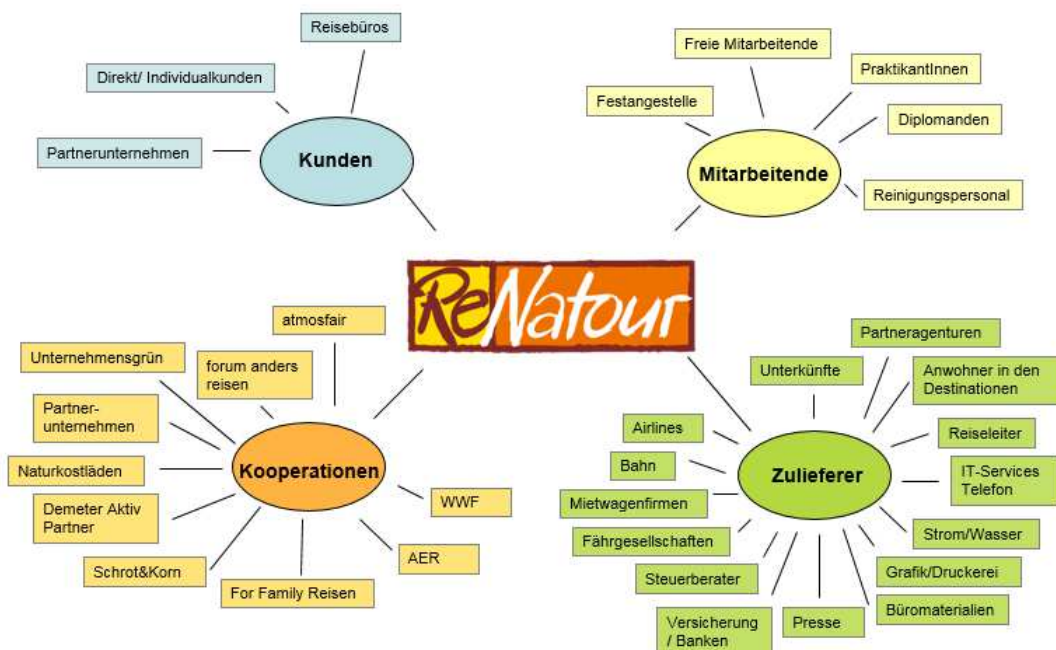 Reisebüros
Direkt/ Individualkunden
Partnerunternehmen
Kunden
Freie Mitarbeitende
PraktikantInnen
Festangestelle
Diplomanden
Mitarbeitende
Reinigungspersonal
ReNatour
atmosfair
Unternehmensgrün
forum anders
reisen
Partner-
unternehmen
Naturkostläden
Kooperationen
Demeter Aktiv
Partner
WWF
Schrot&Korn
AER
For Family Reisen
Partneragenturen
Unterkünfte
Anwohner in den
Destinationen
Airlines
Reiseleiter
Bahn
Zulieferer
IT-Services
Telefon
Mietwagenfirmen
Fährgesellschaften
Strom/Wasser
Steuerberater
Grafik/Druckerei
Versicherung
/ Banken
Presse
Büromaterialien